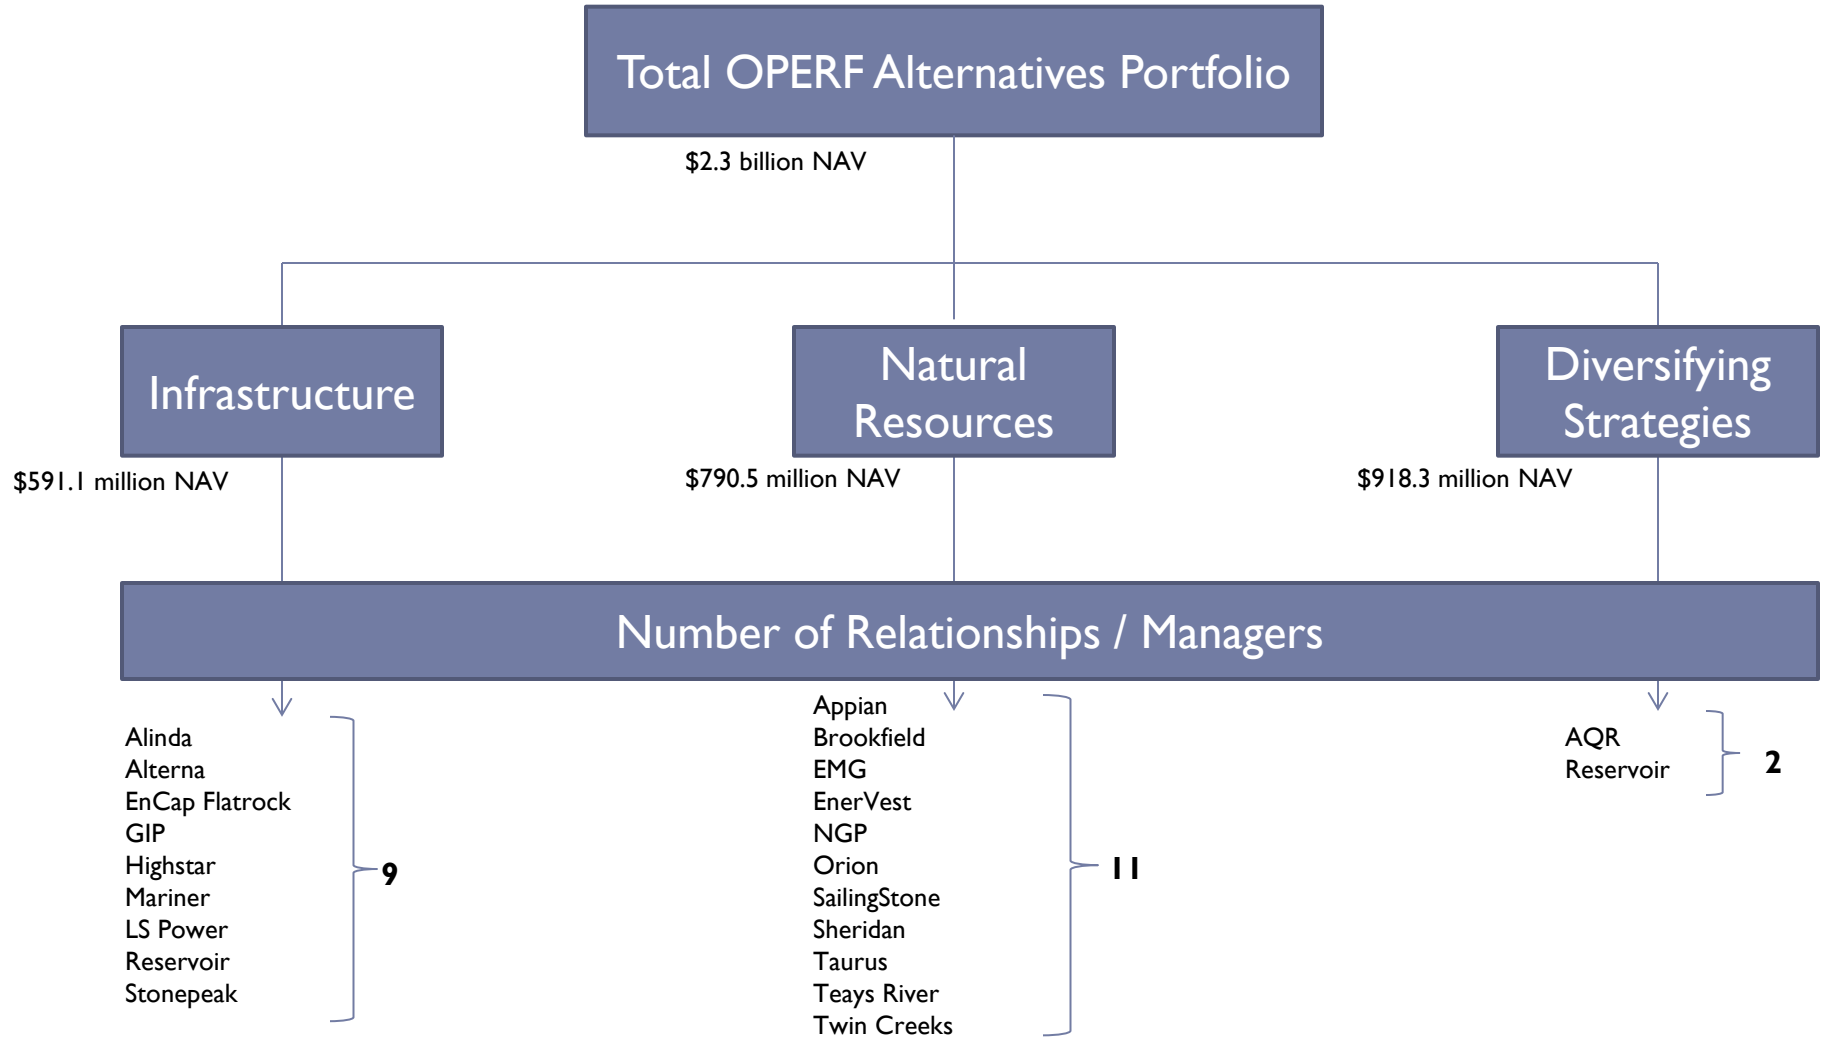 Total OPERF Alternatives Portfolio
$2.3 billion NAV
Infrastructure
$591.1 million NAV
Natural
Resources
$790.5 million NAV
Diversifying
Strategies
$918.3 million NAV
Number of Relationships / Managers
Alinda
Alterna
EnCap Flatrock
GIP
Highstar
Mariner
LS Power
Reservoir
Stonepeak
9
Appian
Brookfield
EMG
EnerVest
NGP
Orion
SailingStone
Sheridan
Taurus
Teays River
Twin Creeks
11
AQR
Reservoir
2